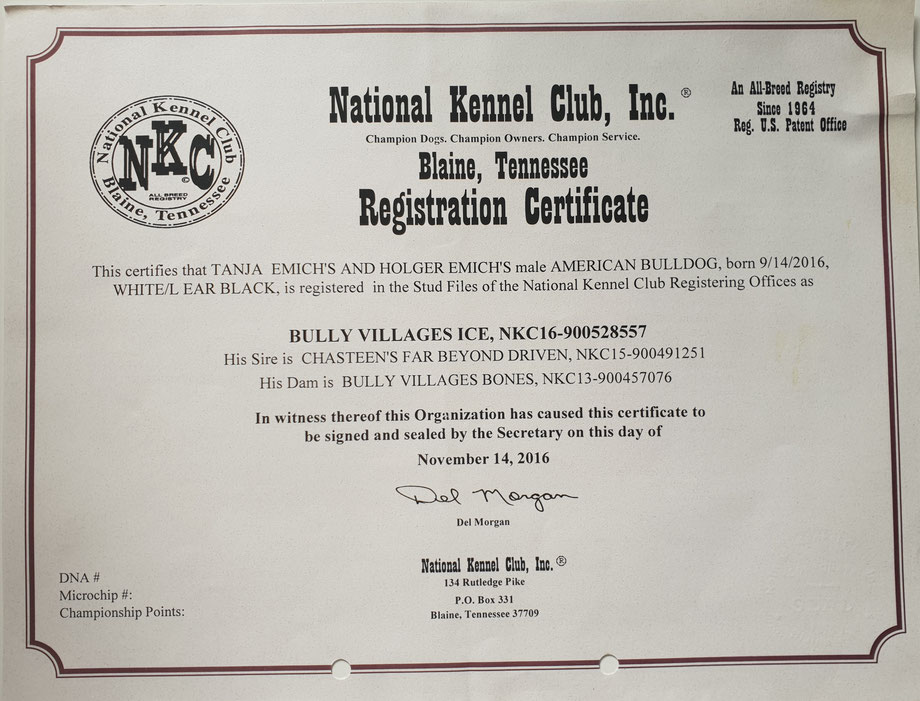 National Kennel Club
NKC
©
ALL BREED
REGISTRY
Blaine, Tennessee
National Kennel Club, Inc. ®
Champion Dogs. Champion Owners. Champion Service.
Blaine, Tennessee
Registration Certificate
An All-Breed Registry
Since 1964
Reg. U.S. Patent Office
This certifies that TANJA EMICH'S AND HOLGER EMICH'S male AMERICAN BULLDOG, born 9/14/2016,
WHITE/L EAR BLACK, is registered in the Stud Files of the National Kennel Club Registering Offices as
BULLY VILLAGES ICE, NKC16-900528557
His Sire is CHASTEEN'S FAR BEYOND DRIVEN, NKC15-900491251
His Dam is BULLY VILLAGES BONES, NKC13-900457076
In witness thereof this Organization has caused this certificate to
be signed and sealed by the Secretary on this day of
November 14, 2016
Del Morgan
Del Morgan
National Kennel Club, Inc. ®
134 Rutledge Pike
P.O. Box 331
Blaine, Tennessee 37709
DNA #
Microchip #:
Championship Points: